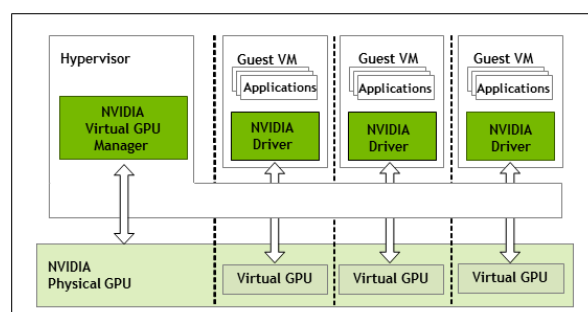 Hypervisor
NVIDIA
Virtual GPU
Manager
Guest VM
Applications
NVIDIA
Driver
Guest VM
Applications
NVIDIA
Driver
Guest VM
Applications
NVIDIA
Driver
NVIDIA
Physical GPU
Virtual GPU
Virtual GPU
Virtual GPU